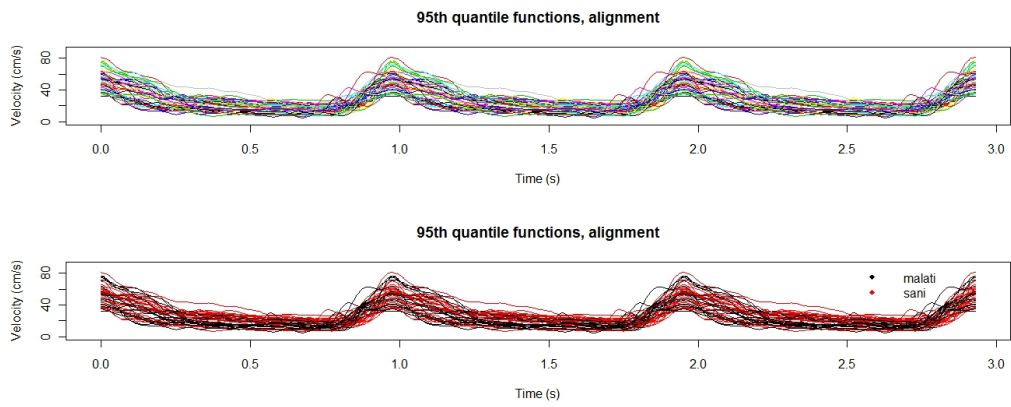 95th quantile functions, alignment
Velocity (cm/s)
80
40
0
0.0 0.5 1.0 1.5 2.0 2.5 3.0
Time (s)
95th quantile functions, alignment
Velocity (cm/s)
80
40
0
malati
sani
0.0 0.5 1.0 1.5 2.0 2.5 3.0
Time (s)